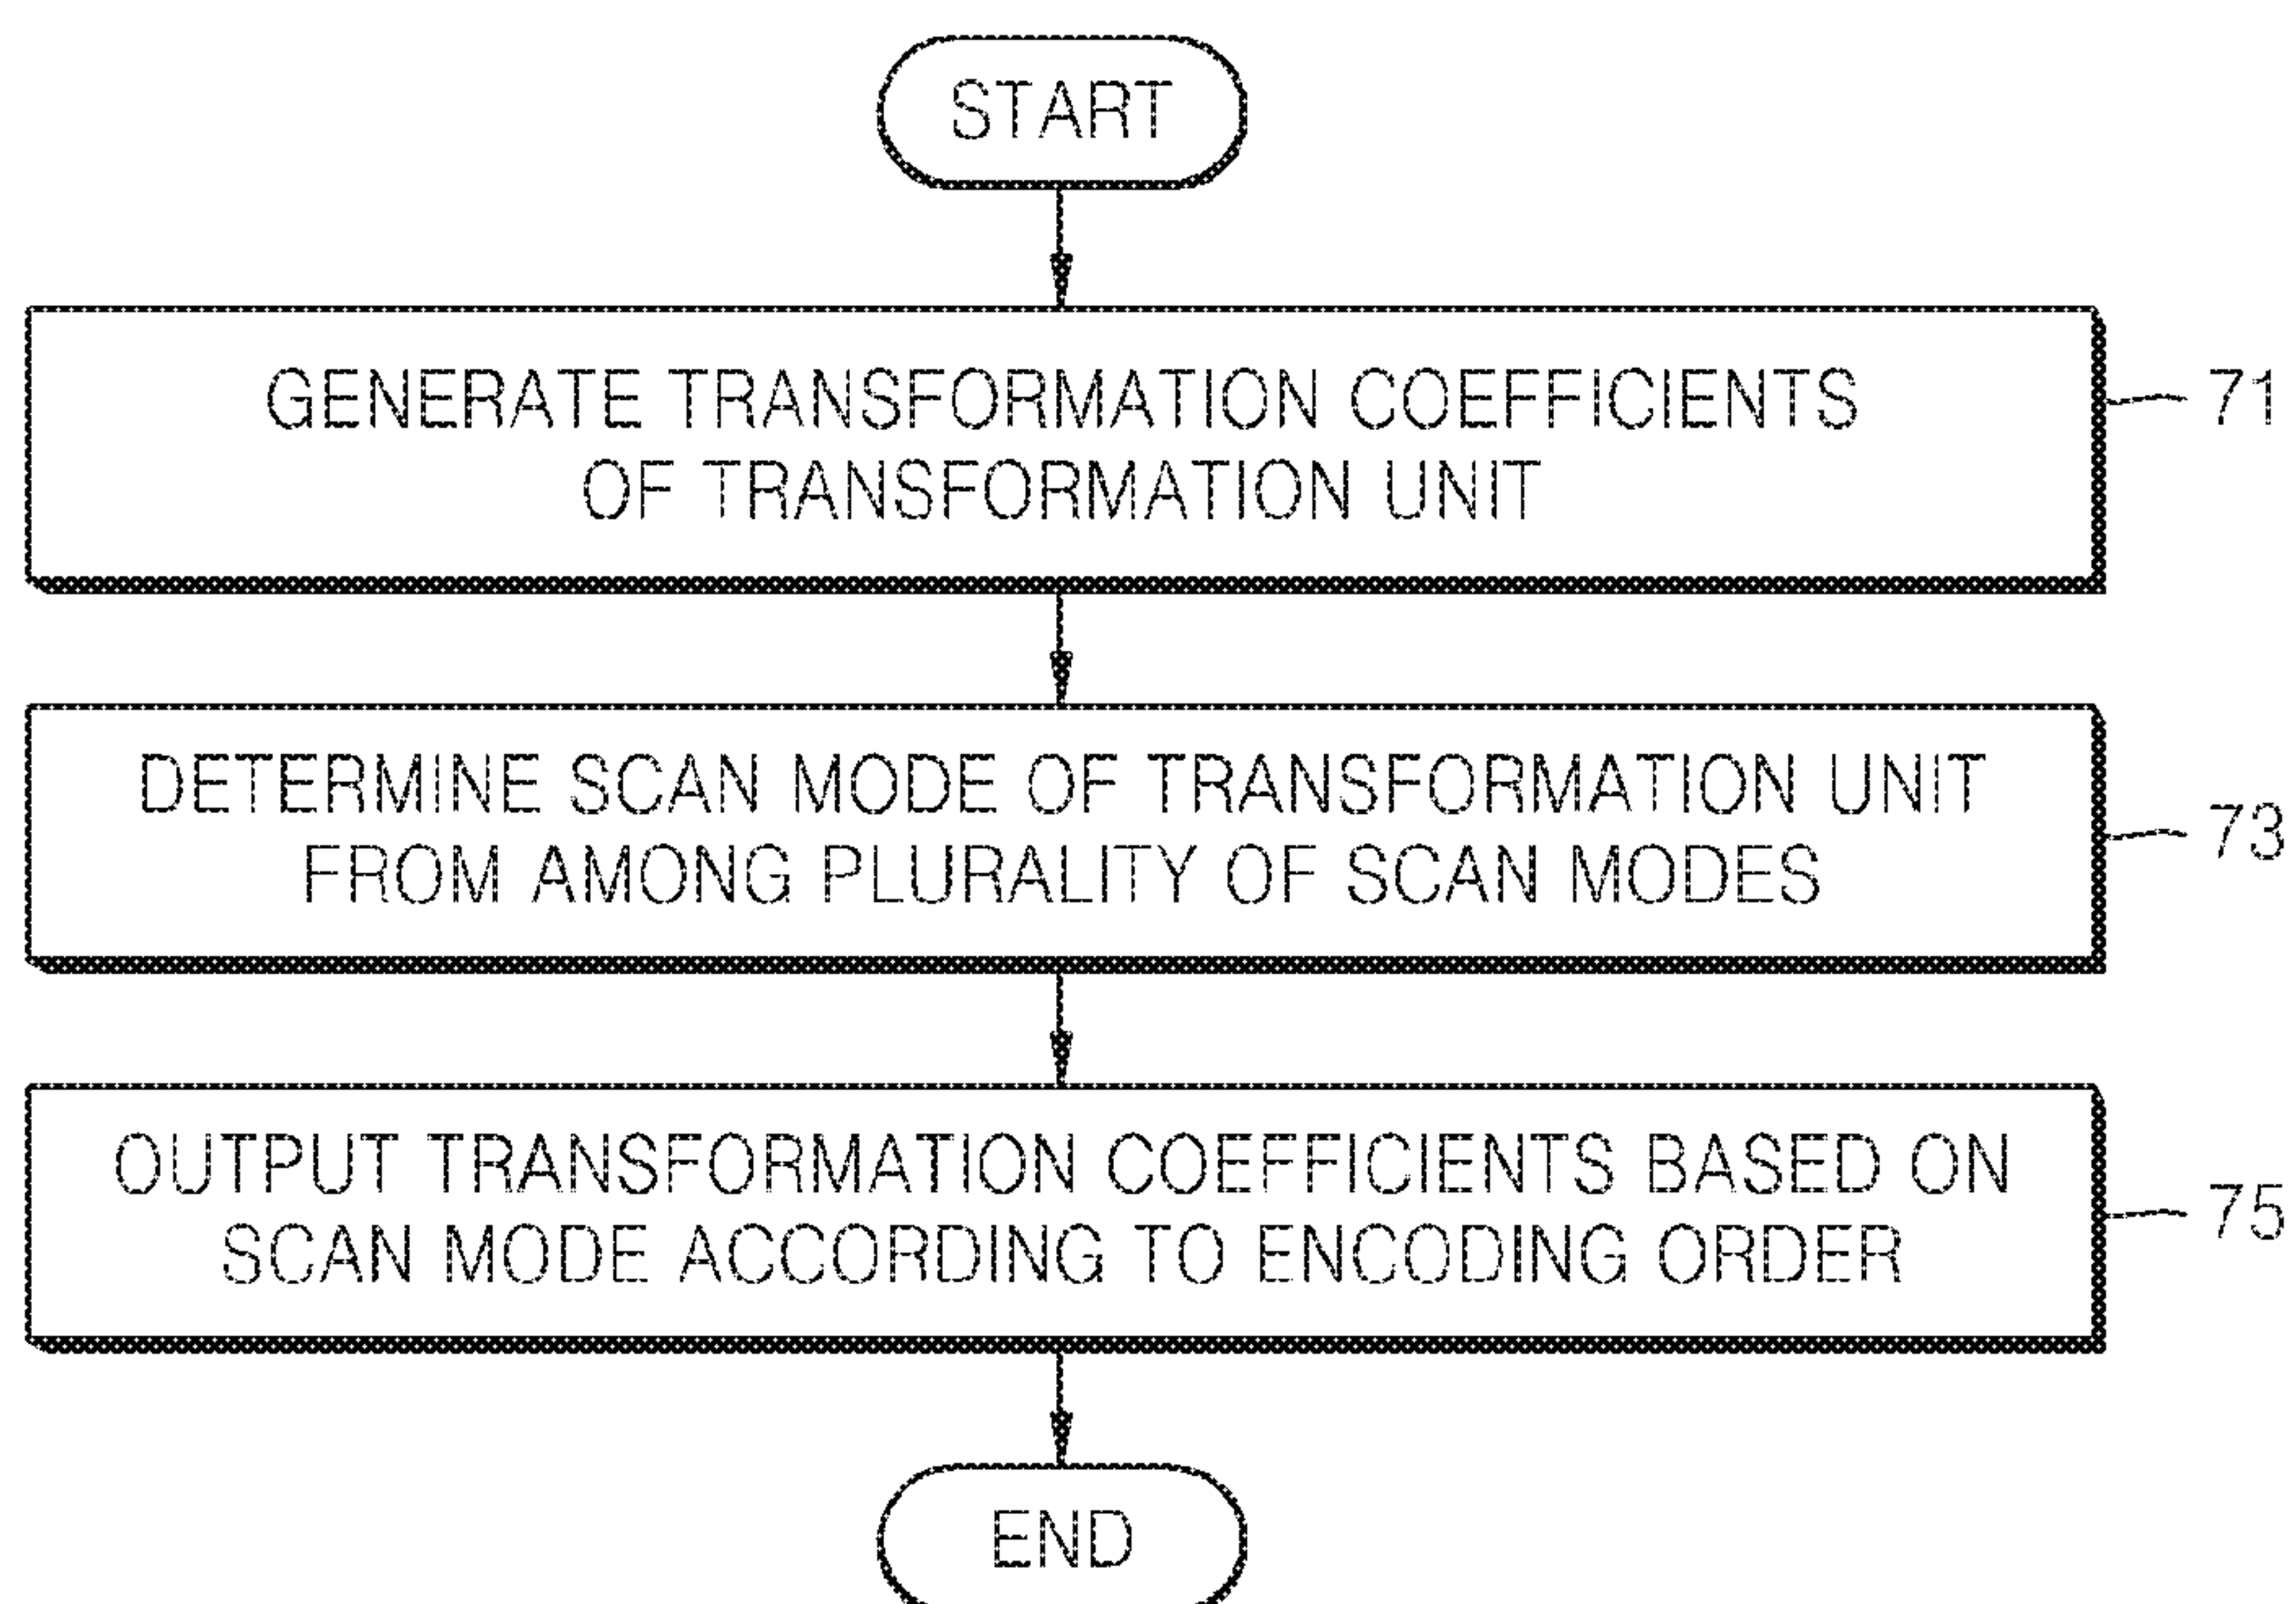 START
GENERATE TRANSFORMATION COEFFICIENTS
OF TRANSFORMATION UNIT
71
DETERMINE SCAN MODE OF TRANSFORMATION UNIT
FROM AMONG PLURALITY OF SCAN MODES
73
OUTPUT TRANSFORMATION COEFFICIENTS BASED ON
SCAN MODE ACCORDING TO ENCODING ORDER
75
END